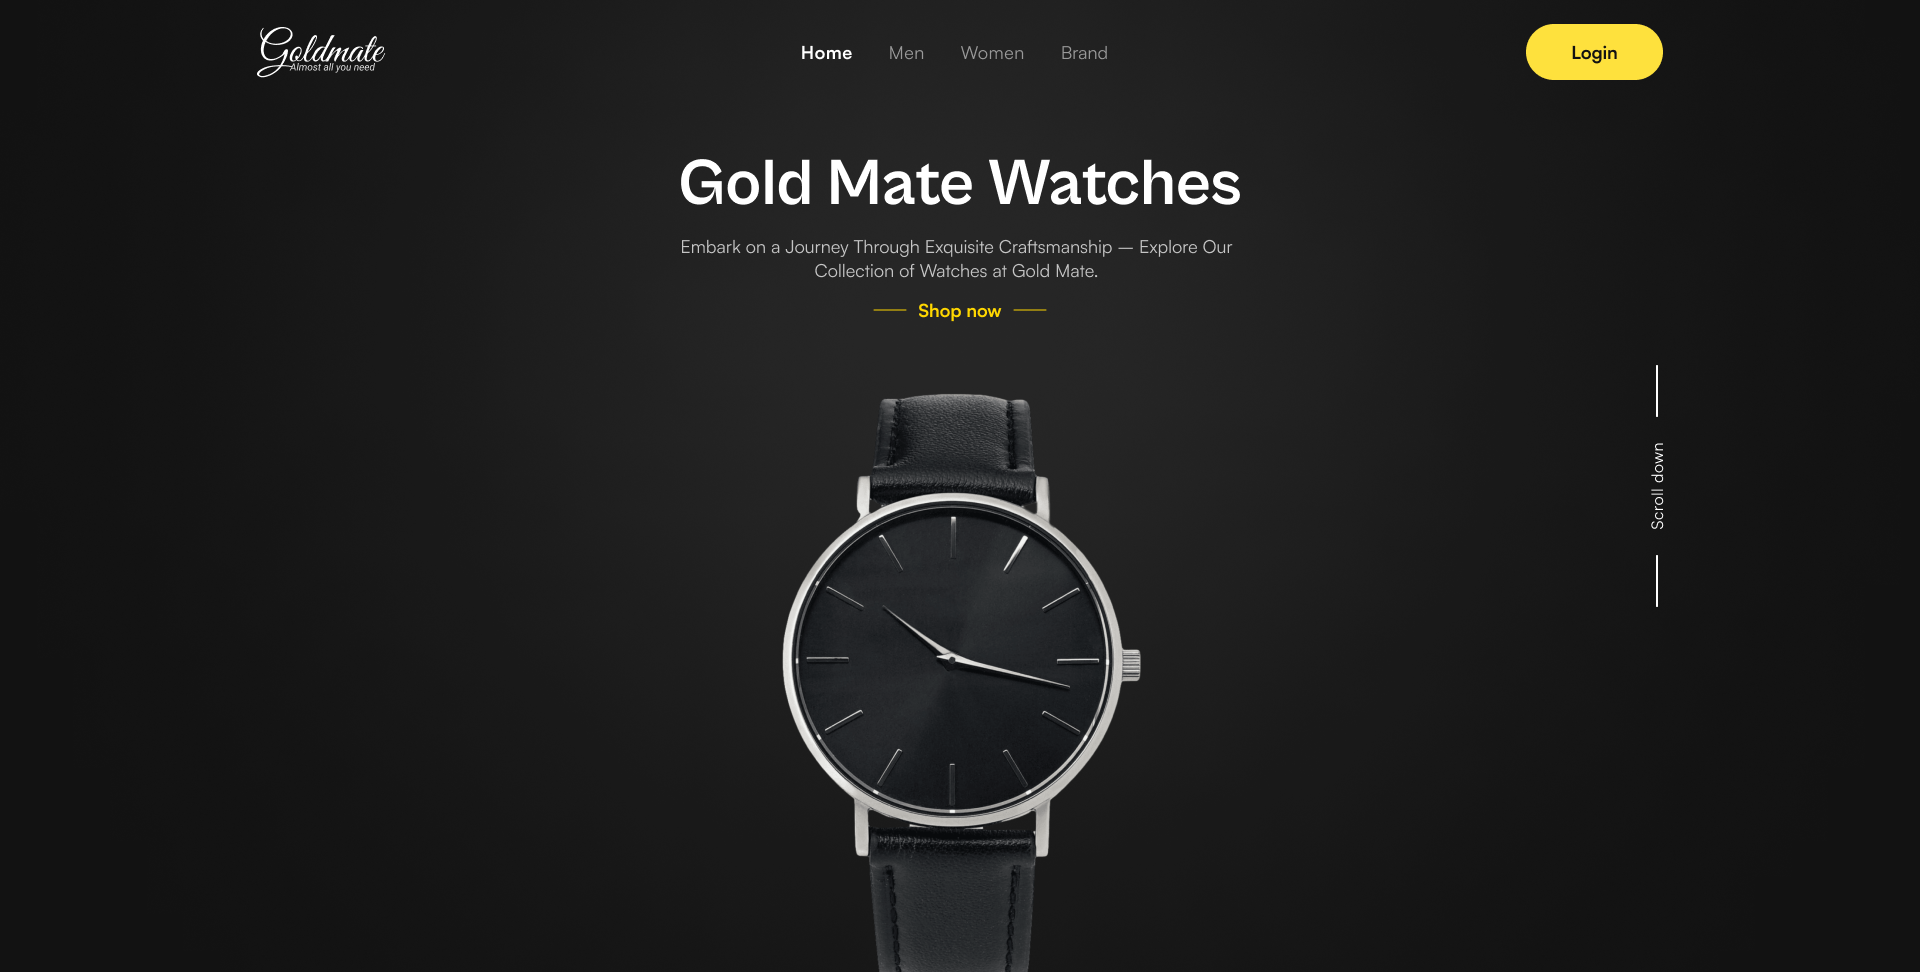 Goldmate
Almost all you need
Home
Men
Women
Brand
Login
Gold Mate Watches
Embark on a Journey Through Exquisite Craftsmanship — Explore Our
Collection of Watches at Gold Mate.
Shop now
Scroll down